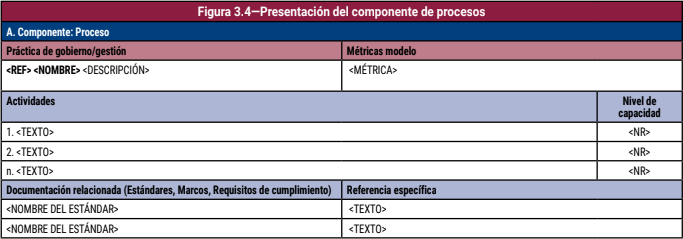 Figura 3.4—Presentación del componente de procesos
A. Componente: Proceso
Práctica de gobierno/gestión Métricas modelo
<REF> <NOMBRE> <DESCRIPCIÓN> <MÉTRICA>
Actividades Nivel de capacidad
1. <TEXTO> <NR>
2. <TEXTO> <NR>
n. <TEXTO> <NR>
Documentación relacionada (Estándares, Marcos, Requisitos de cumplimiento) Referencia específica
<NOMBRE DEL ESTÁNDAR> <TEXTO>
<NOMBRE DEL ESTÁNDAR> <TEXTO>